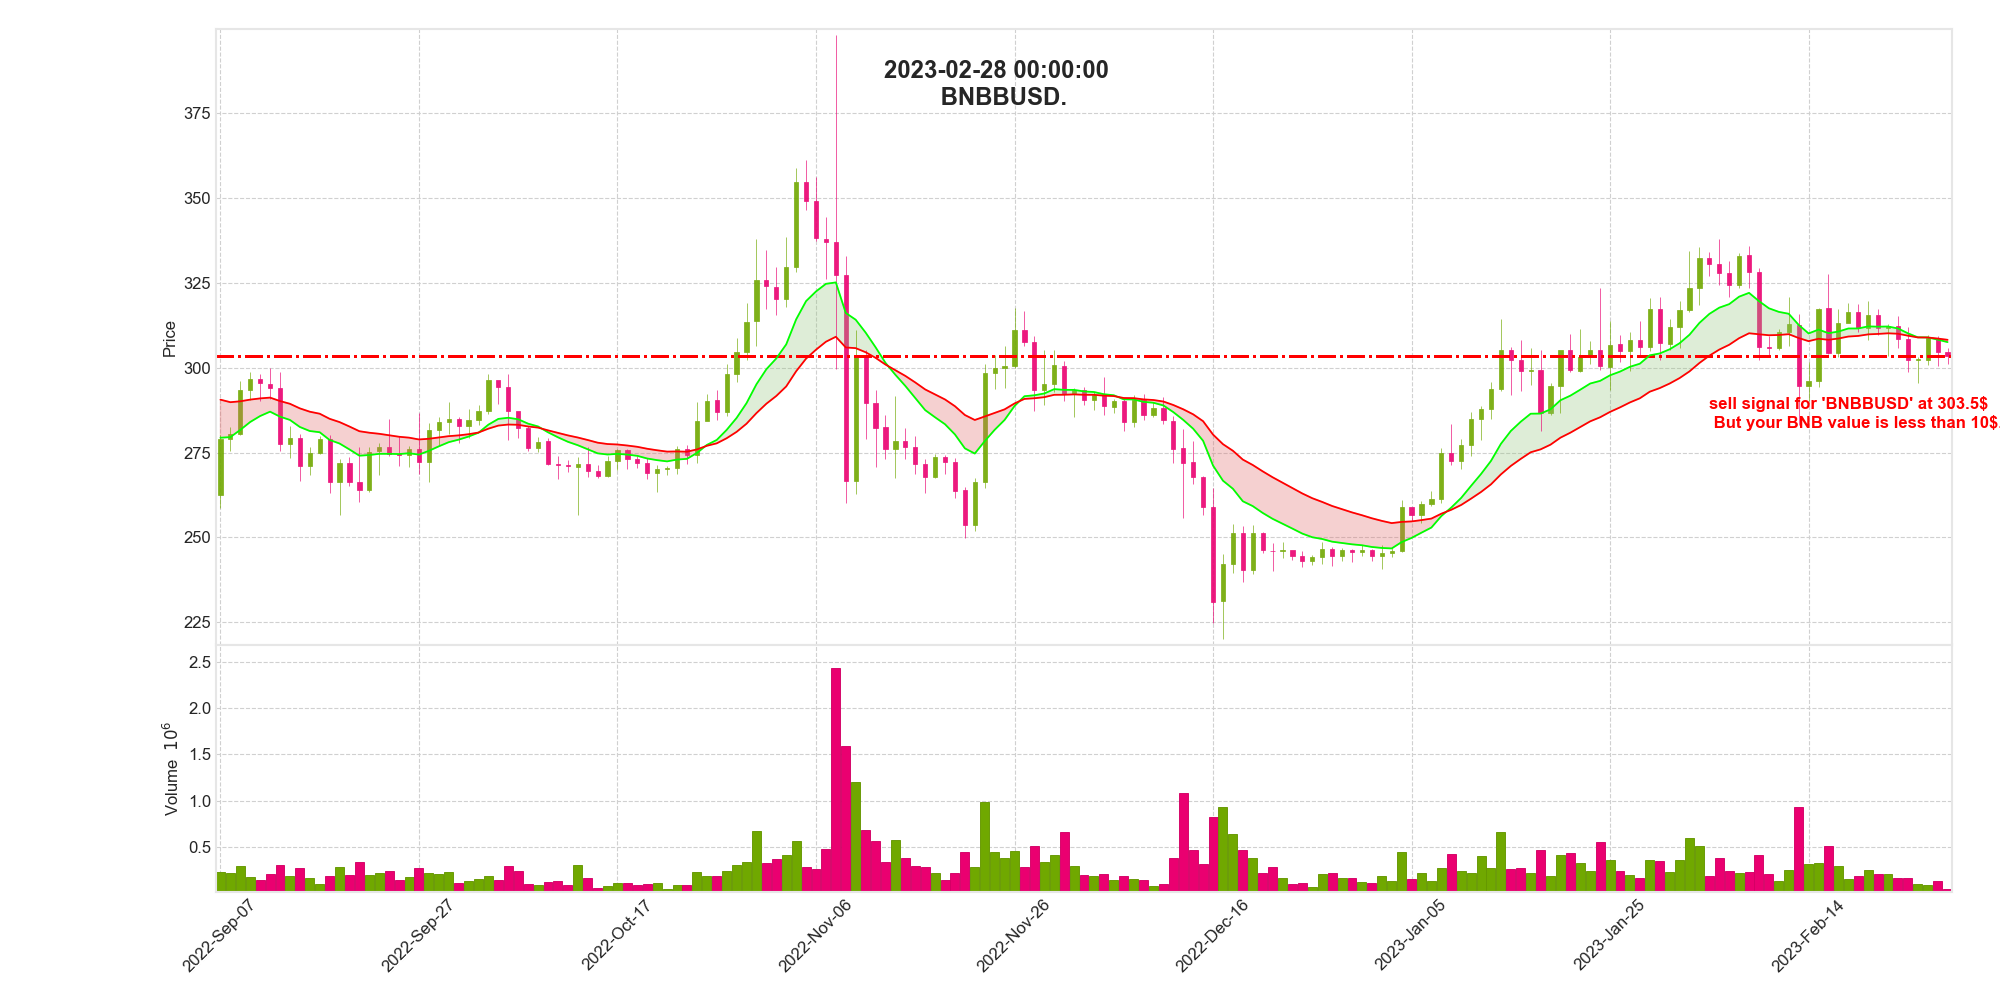 2023-02-28 00:00:00
BNBBUSD.
Price
375
350
325
300
275
250
225
sell signal for 'BNBBUSD' at 303.5$
But your BNB value is less than 10$.
Volume 10⁶
2.5
2.0
1.5
1.0
0.5
2022-Sep-07
2022-Sep-27
2022-Oct-17
2022-Nov-06
2022-Nov-26
2022-Dec-16
2023-Jan-05
2023-Jan-25
2023-Feb-14